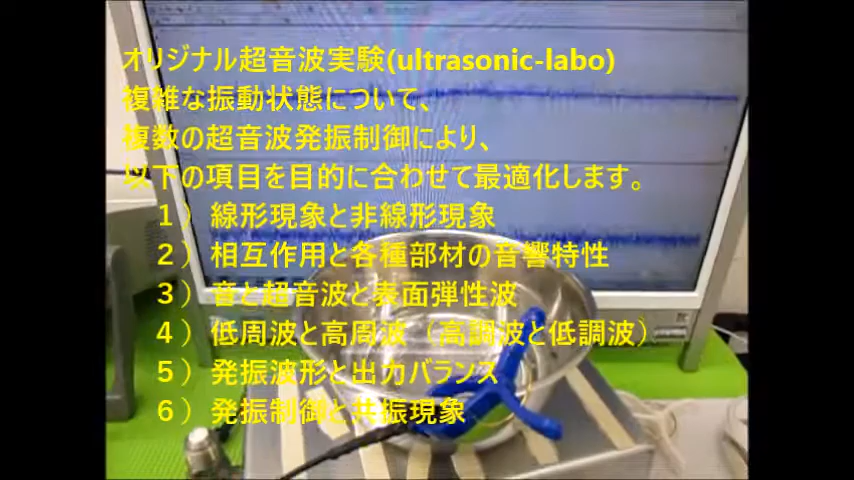 オリジナル超音波実験(ultrasonic-labo)
複雑な振動状態について、
複数の超音波発振制御により、
以下の項目を目的に合わせて最適化します。
１）線形現象と非線形現象
２）相互作用と各種部材の音響特性
３）音と超音波と表面弾性波
４）低周波と高周波（高調波と低調波）
５）発振波形と出力バランス
６）発振制御と共振現象